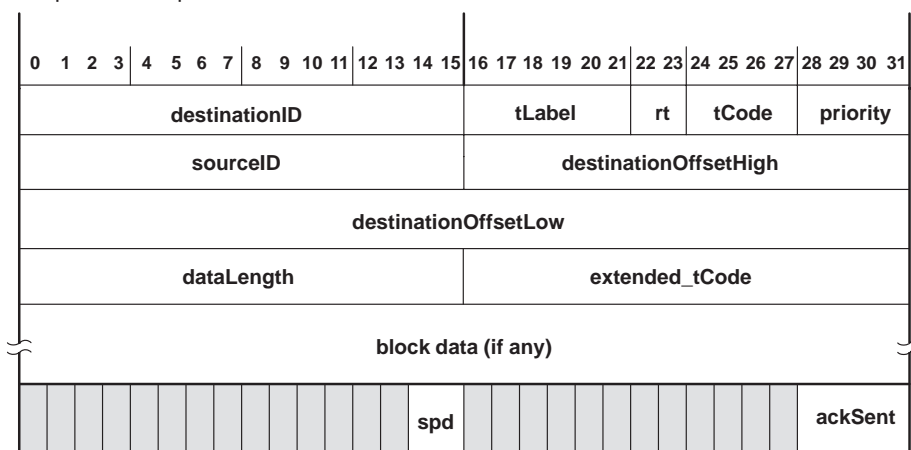 0 1 2 3 4 5 6 7 8 9 10 11 12 13 14 15 16 17 18 19 20 21 22 23 24 25 26 27 28 29 30 31
destinationID tLabel rt tCode priority
sourceID destinationOffsetHigh
destinationOffsetLow
dataLength extended_tCode
block data (if any)
spd ackSent